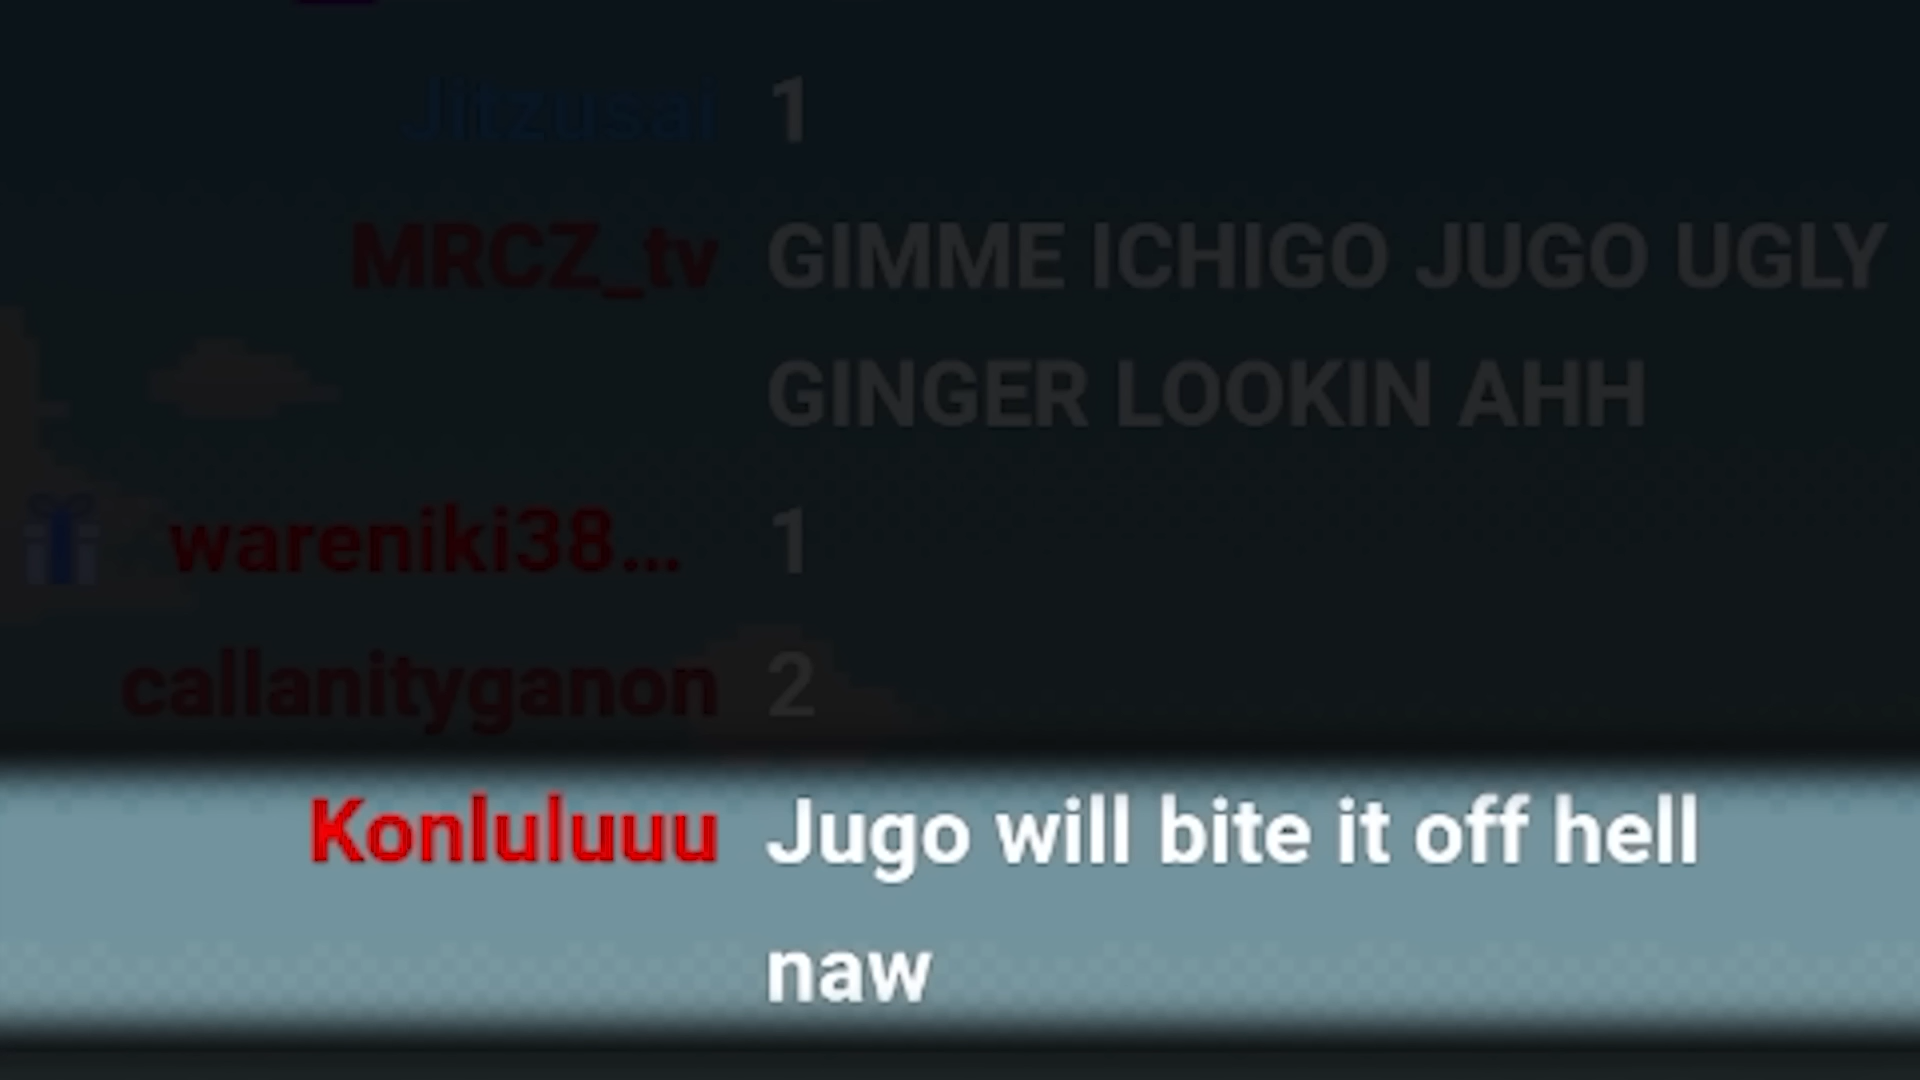 Jitzusai 1
MRCZ_tv GIMME ICHIGO JUGO UGLY
GINGER LOOKIN AHH
wareniki38... 1
callanityganon 2
Konluluuu Jugo will bite it off hell
naw